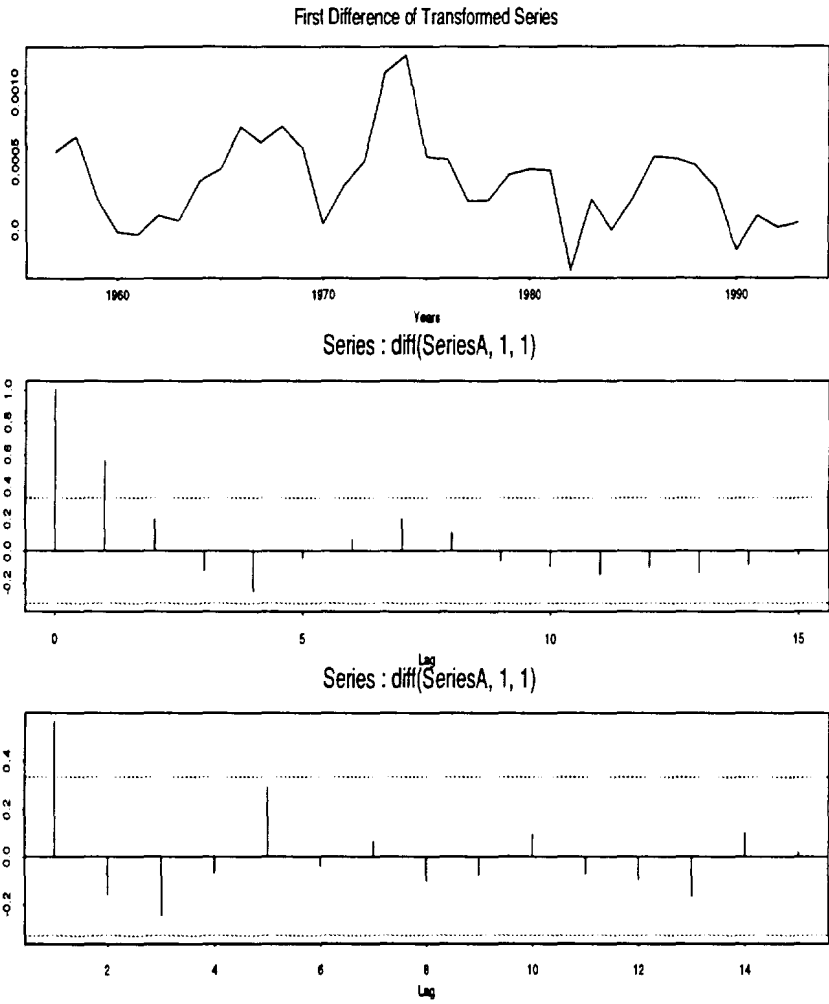 First Difference of Transformed Series
0.0010
0.0005
0.0
1960 1970 1980 1990
Years
Series : diff(SeriesA, 1, 1)
1.0
0.8
0.6
0.4
0.2
0.0
-0.2
0 5 10 15
Lag
Series : diff(SeriesA, 1, 1)
0.4
0.2
0.0
-0.2
2 4 6 8 10 12 14
Lag